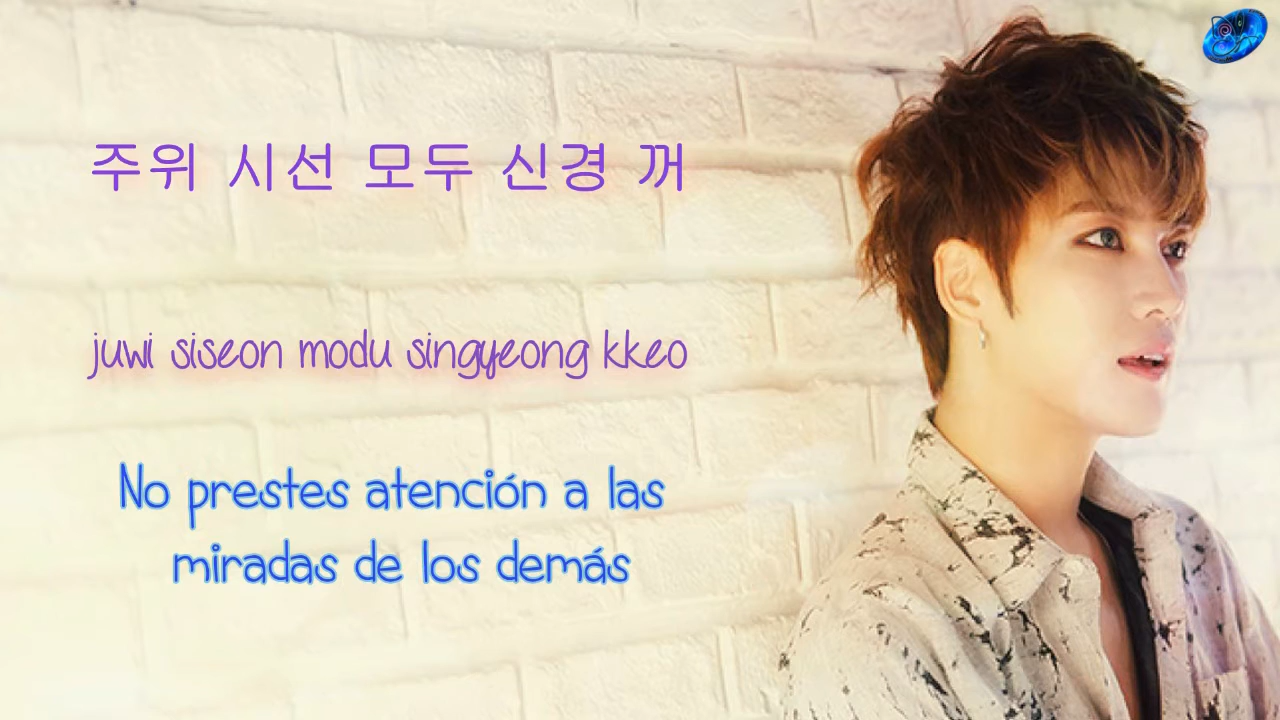 주위 시선 모두 신경 꺼
juwi siseon modu singyeong kkeo
No prestes atención a las
miradas de los demás